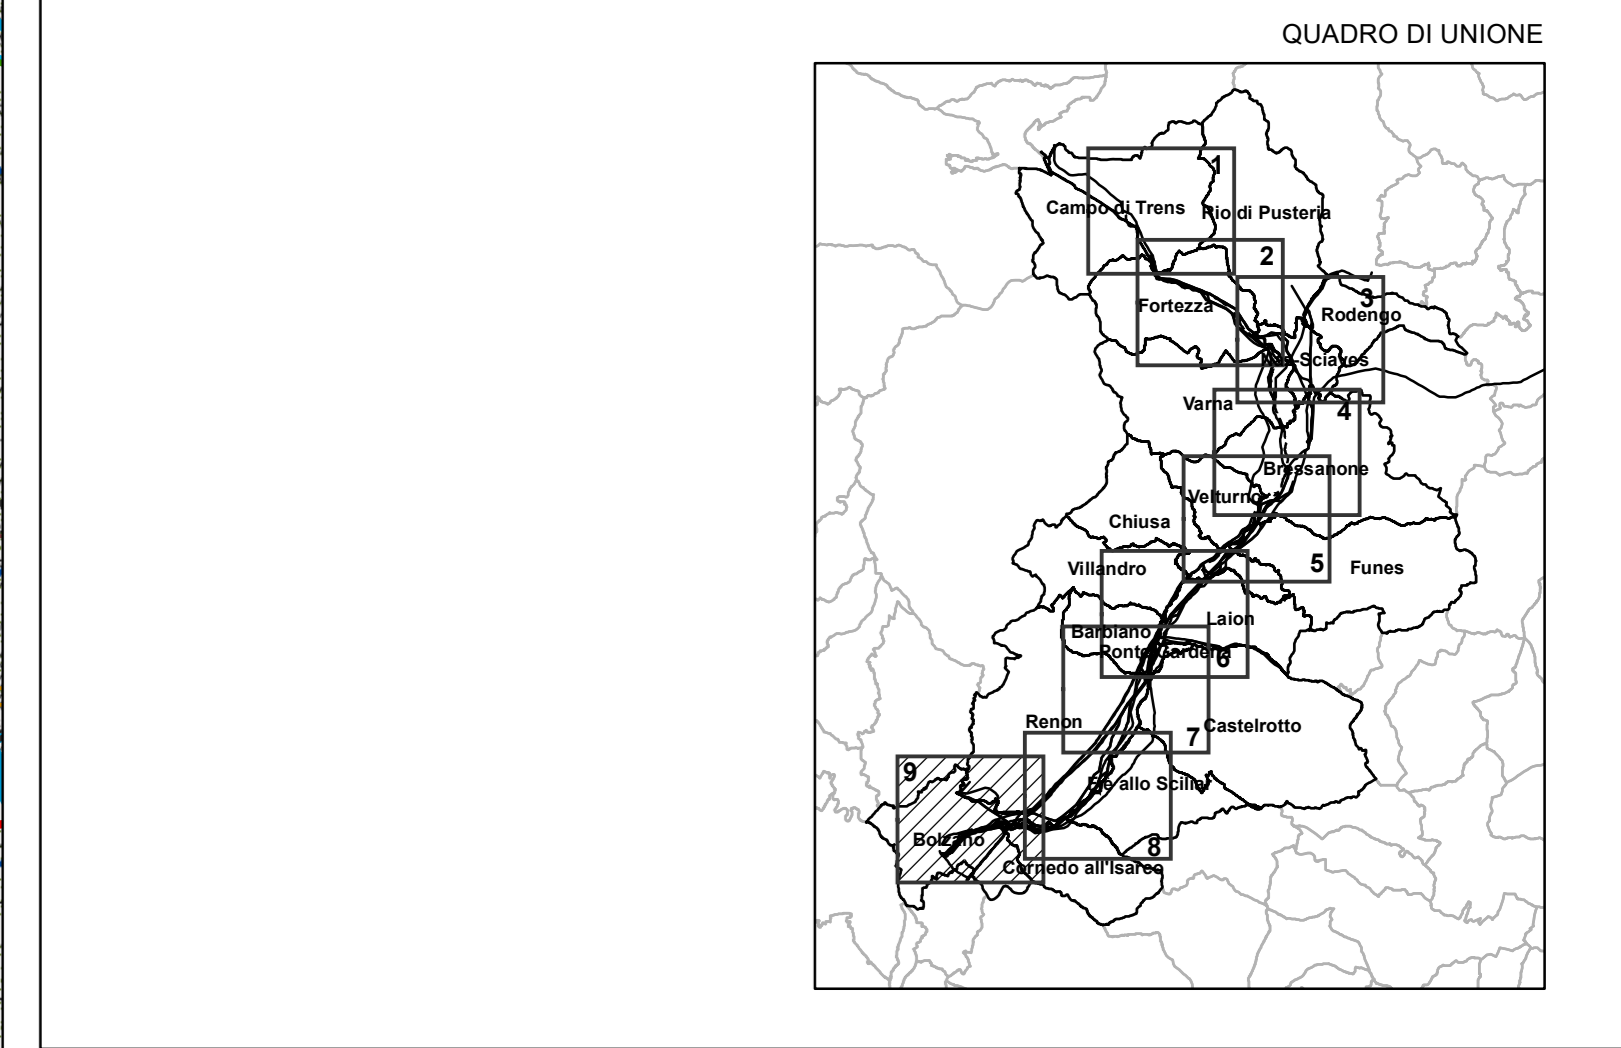 QUADRO DI UNIONE
1
Campo di Trens
Rio di Pusteria
2
3
Fortezza
Rodengo
Naz-Sciaves
Varna
4
Bressanone
Velturno
Chiusa
5
Villandro
Funes
Laion
Barbiano
Ponte Gardena
6
Renon
Castelrotto
7
9
Fie allo Sciliar
Bolzano
8
Cornedo all'Isarco